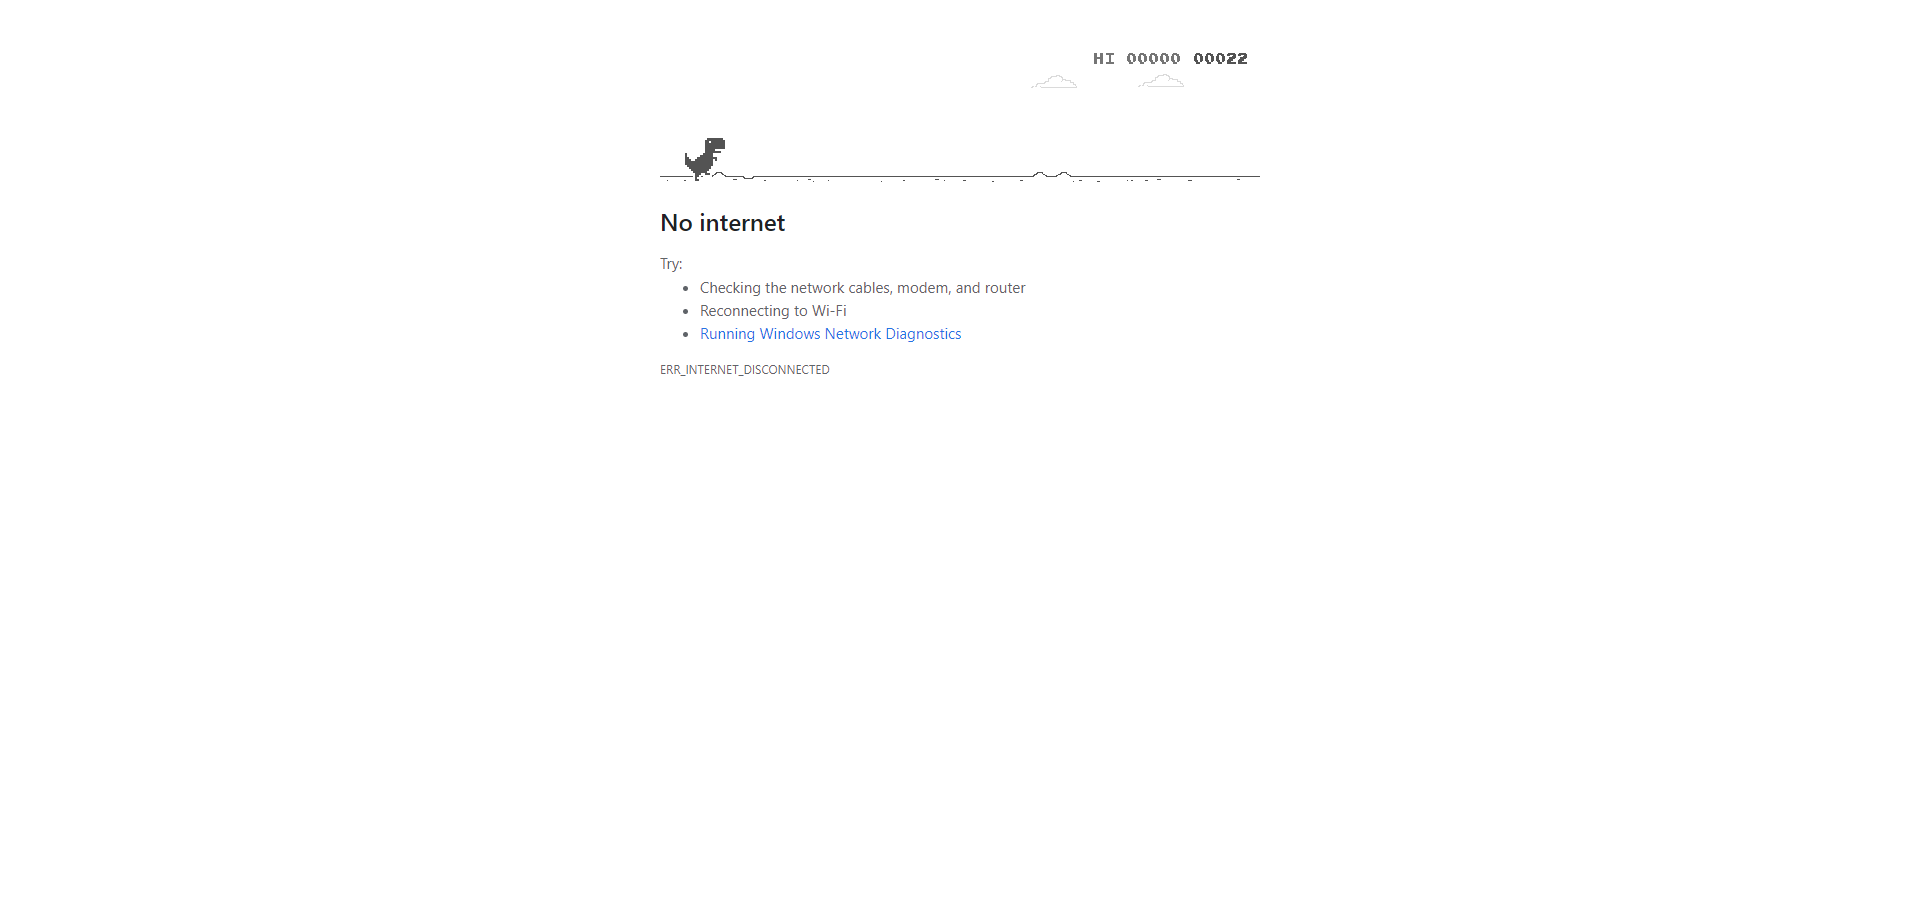 HI 00000 00022
No internet
Try:
Checking the network cables, modem, and router
Reconnecting to Wi-Fi
Running Windows Network Diagnostics
ERR_INTERNET_DISCONNECTED